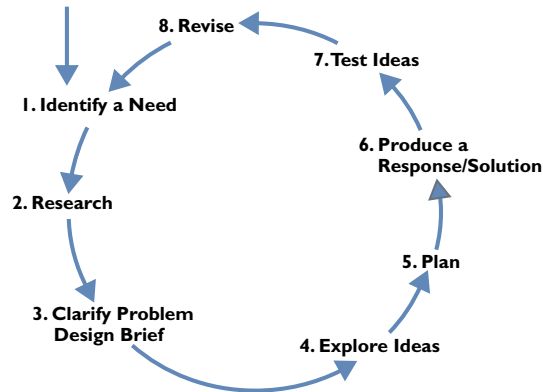 8. Revise
7. Test Ideas
1. Identify a Need
6. Produce a
Response/Solution
2. Research
5. Plan
3. Clarify Problem
Design Brief
4. Explore Ideas